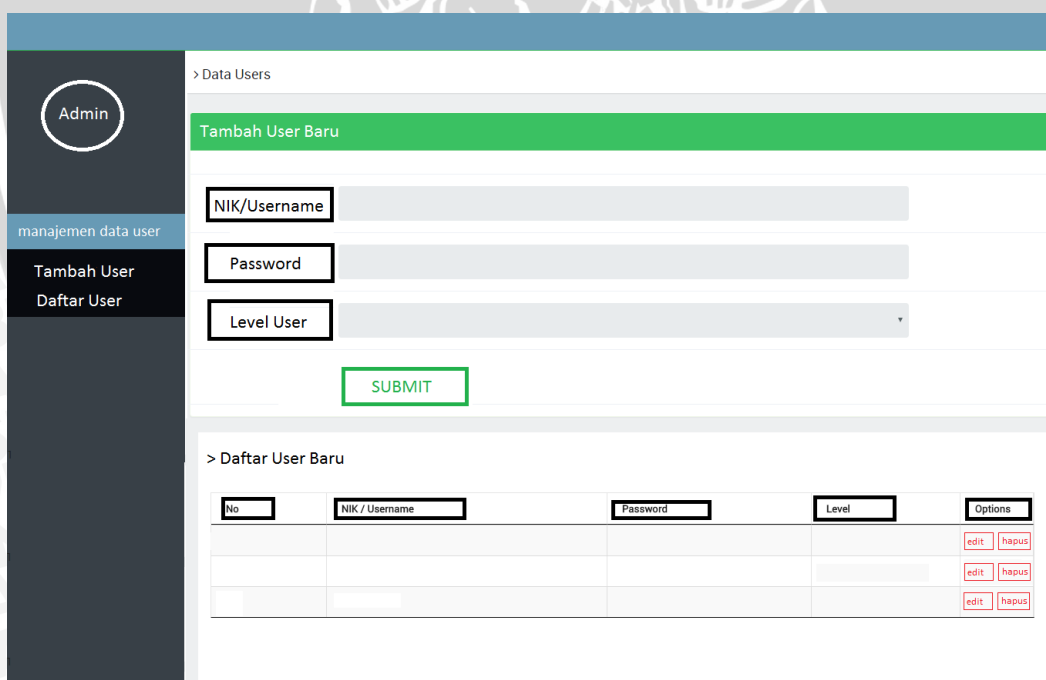 Admin
manajemen data user
Tambah User
Daftar User
> Data Users
Tambah User Baru
NIK/Username
Password
Level User
SUBMIT
> Daftar User Baru
No NIK / Username Password Level Options
edit hapus
edit hapus
edit hapus